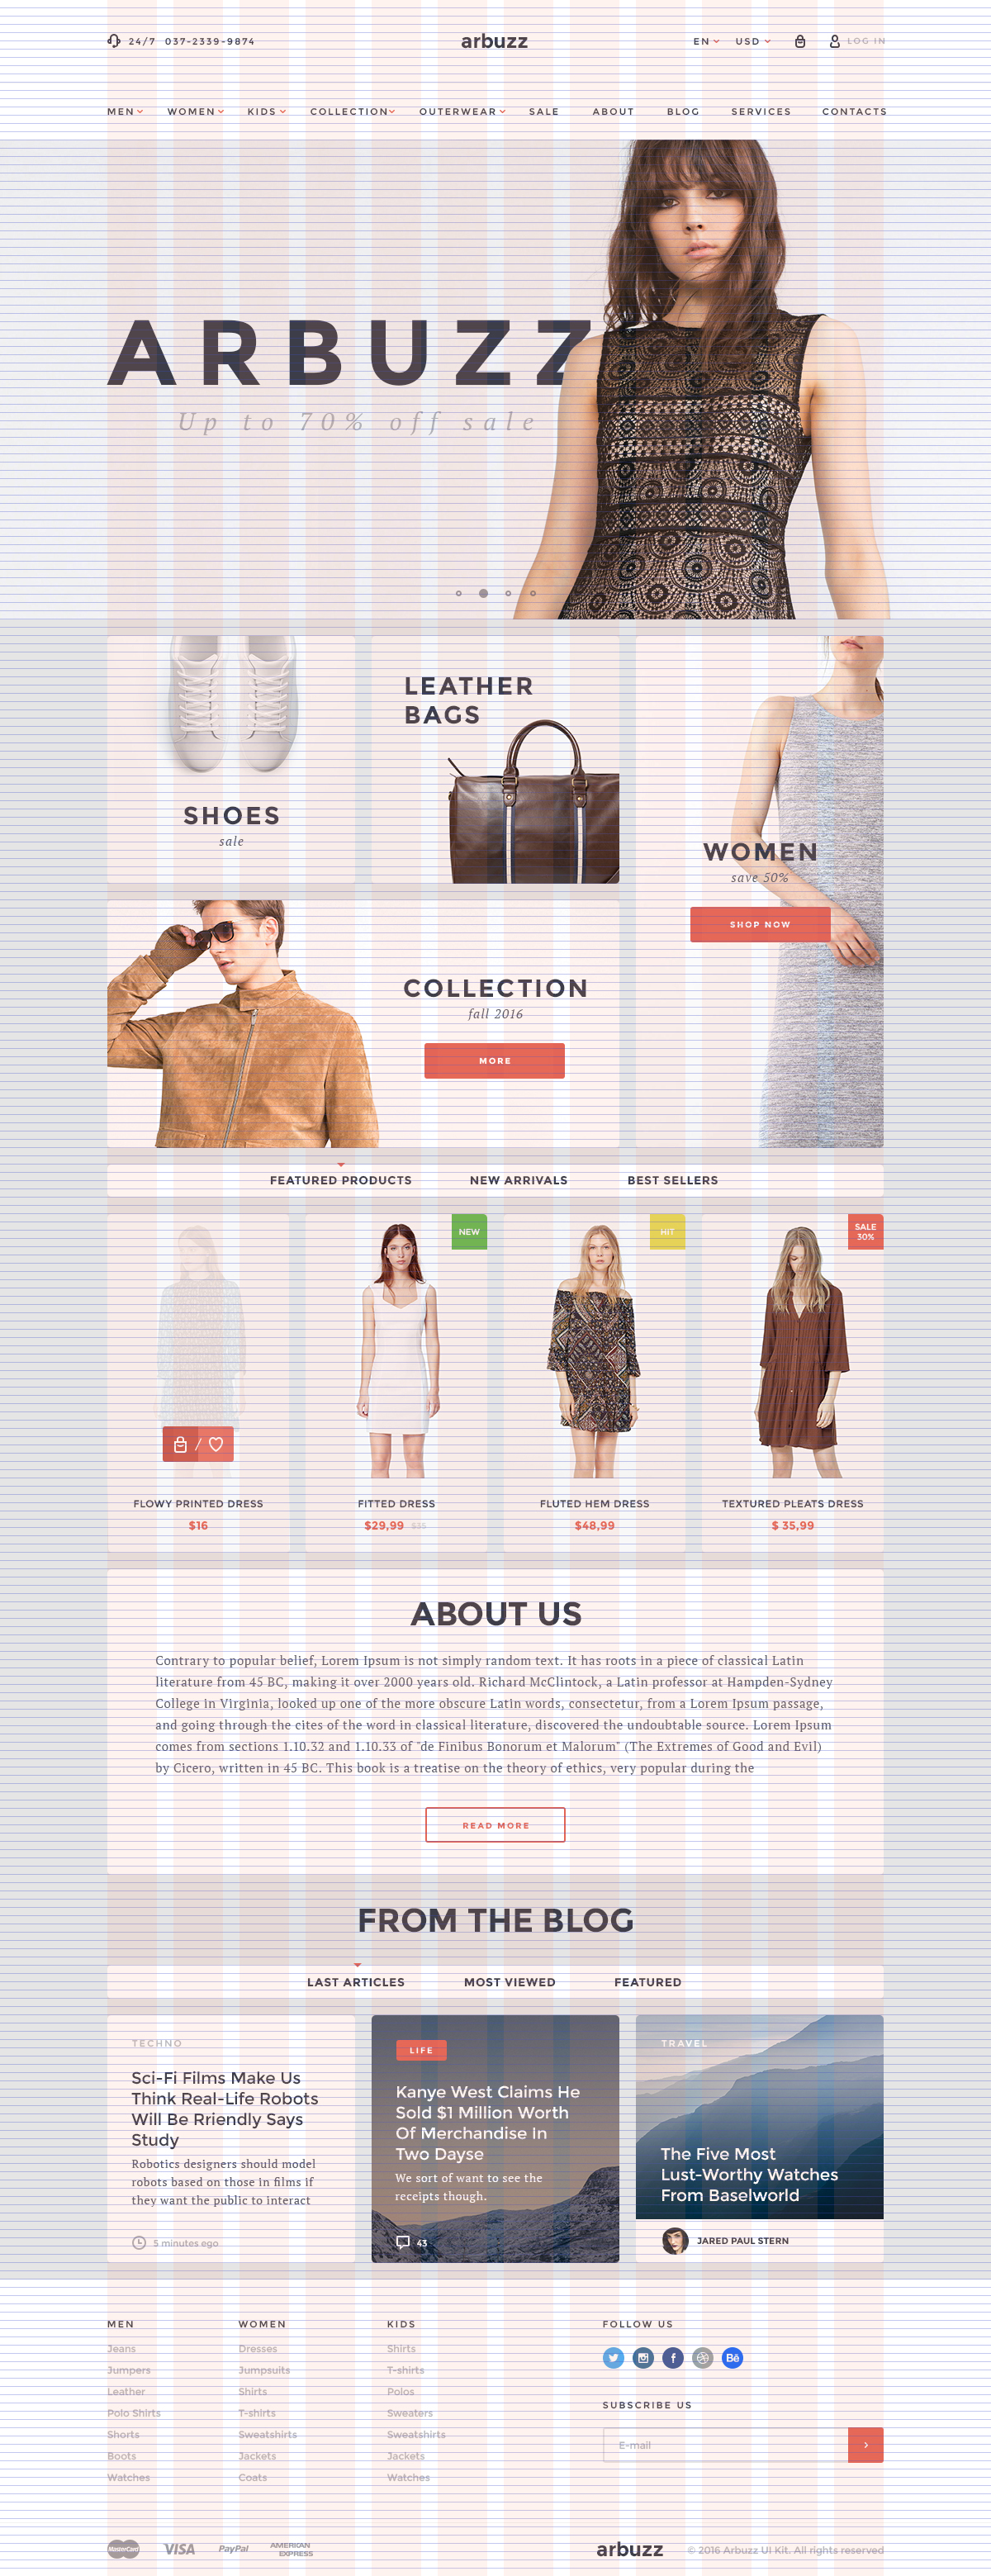 24/7 037-2339-9874
arbuzz
EN USD LOG IN
MEN WOMEN KIDS COLLECTION OUTERWEAR SALE ABOUT BLOG SERVICES CONTACTS
ARBUZZ
Up to 70% off sale
LEATHER
BAGS
SHOES
sale
WOMEN
save 50%
SHOP NOW
COLLECTION
fall 2016
MORE
FEATURED PRODUCTS NEW ARRIVALS BEST SELLERS
NEW
HIT
SALE
30%
FLOWY PRINTED DRESS
$16
FITTED DRESS
$29,99 $35
FLUTED HEM DRESS
$48,99
TEXTURED PLEATS DRESS
$ 35,99
ABOUT US
Contrary to popular belief, Lorem Ipsum is not simply random text. It has roots in a piece of classical Latin
literature from 45 BC, making it over 2000 years old. Richard McClintock, a Latin professor at Hampden-Sydney
College in Virginia, looked up one of the more obscure Latin words, consectetur, from a Lorem Ipsum passage,
and going through the cites of the word in classical literature, discovered the undoubtable source. Lorem Ipsum
comes from sections 1.10.32 and 1.10.33 of "de Finibus Bonorum et Malorum" (The Extremes of Good and Evil)
by Cicero, written in 45 BC. This book is a treatise on the theory of ethics, very popular during the
READ MORE
FROM THE BLOG
LAST ARTICLES MOST VIEWED FEATURED
TECHNO
Sci-Fi Films Make Us
Think Real-Life Robots
Will Be Rriendly Says
Study
Robotics designers should model
robots based on those in films if
they want the public to interact
5 minutes ego
LIFE
Kanye West Claims He
Sold $1 Million Worth
Of Merchandise In
Two Dayse
We sort of want to see the
receipts though.
43
TRAVEL
The Five Most
Lust-Worthy Watches
From Baselworld
JARED PAUL STERN
MEN
Jeans
Jumpers
Leather
Polo Shirts
Shorts
Boots
Watches
WOMEN
Dresses
Jumpsuits
Shirts
T-shirts
Sweatshirts
Jackets
Coats
KIDS
Shirts
T-shirts
Polos
Sweaters
Sweatshirts
Jackets
Watches
FOLLOW US
Bē
SUBSCRIBE US
E-mail
MasterCard VISA PayPal AMERICAN
EXPRESS
arbuzz © 2016 Arbuzz UI Kit. All rights reserved